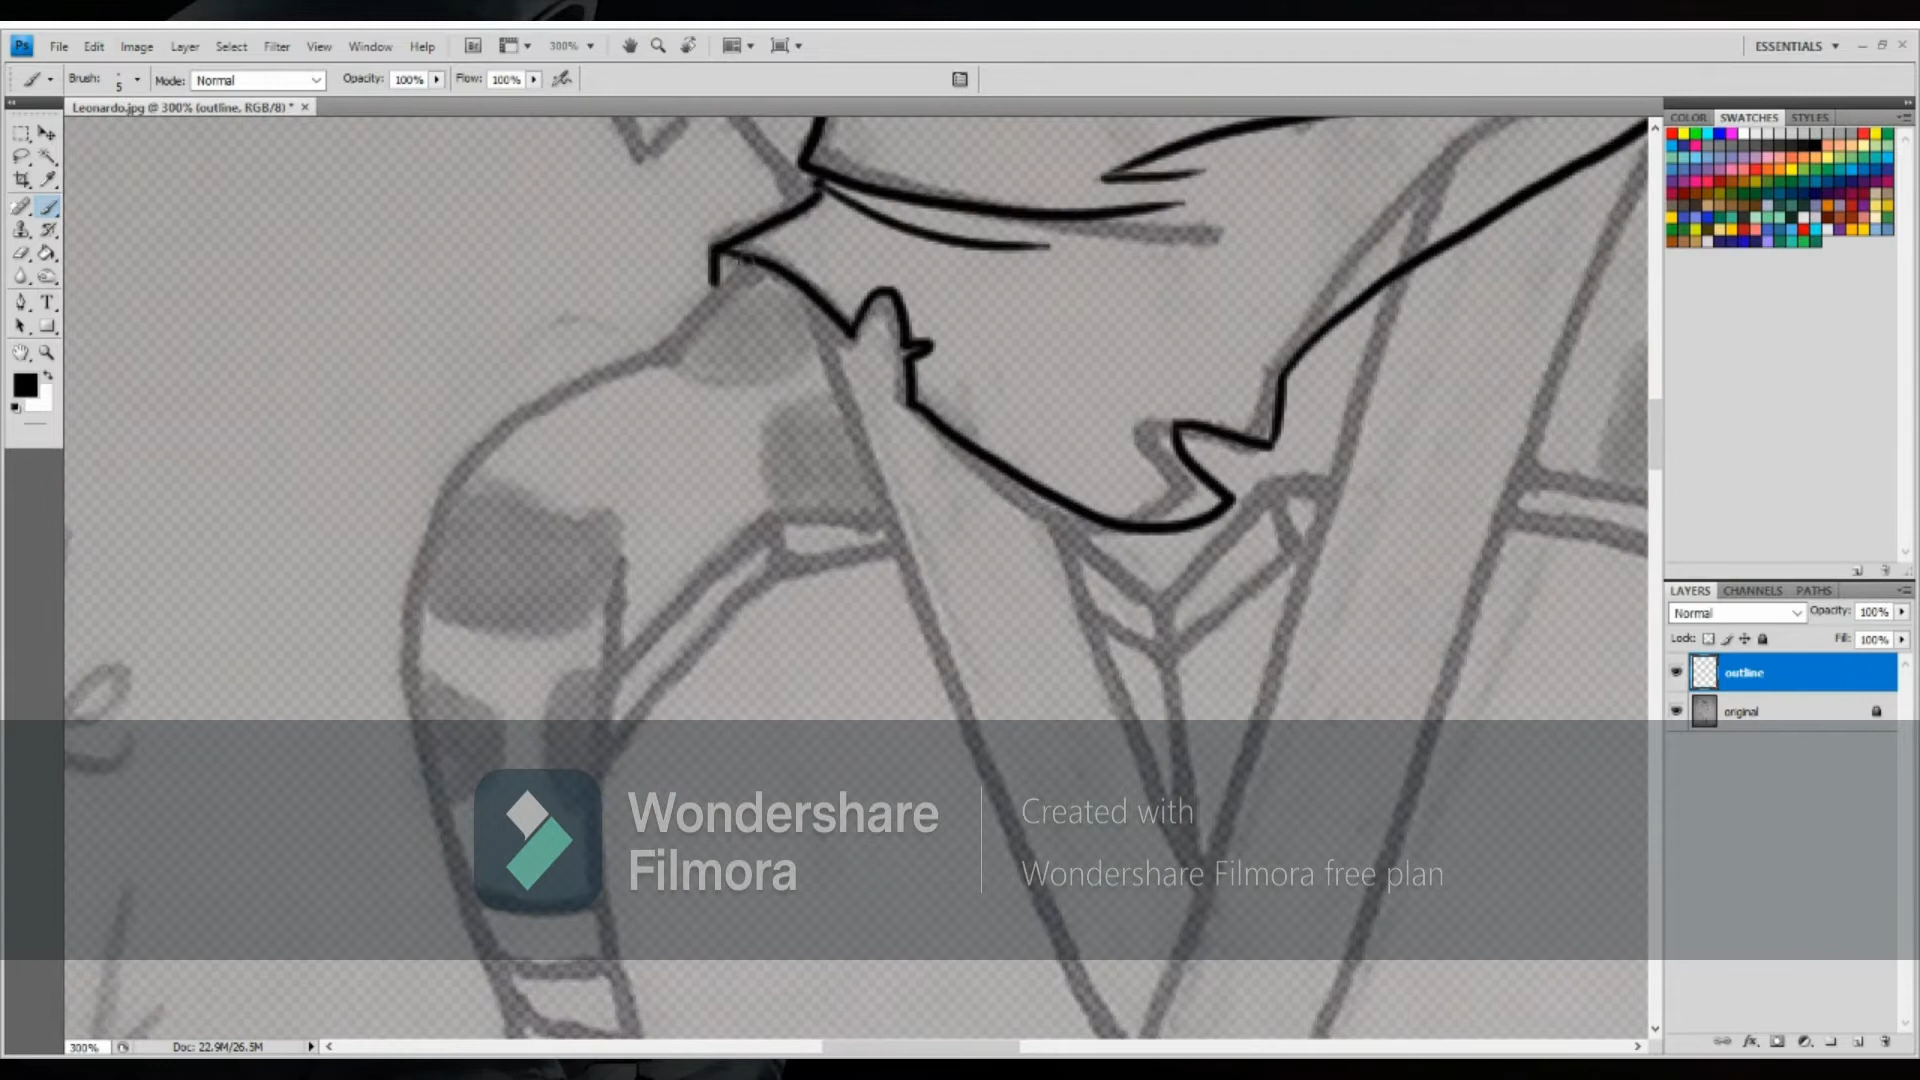 Ps File Edit Image Layer Select Filter View Window Help Br 300% ESSENTIALS
Brush: 5 Mode: Normal Opacity: 100% Flow: 100%
Leonardo.jpg @ 300% (outline, RGB/8) *
COLOR SWATCHES STYLES
T
LAYERS CHANNELS PATHS
Normal Opacity: 100%
Lock: Fill: 100%
outline
original
Wondershare
Filmora
Created with
Wondershare Filmora free plan
fx
300% Doc: 22.9M/26.5M